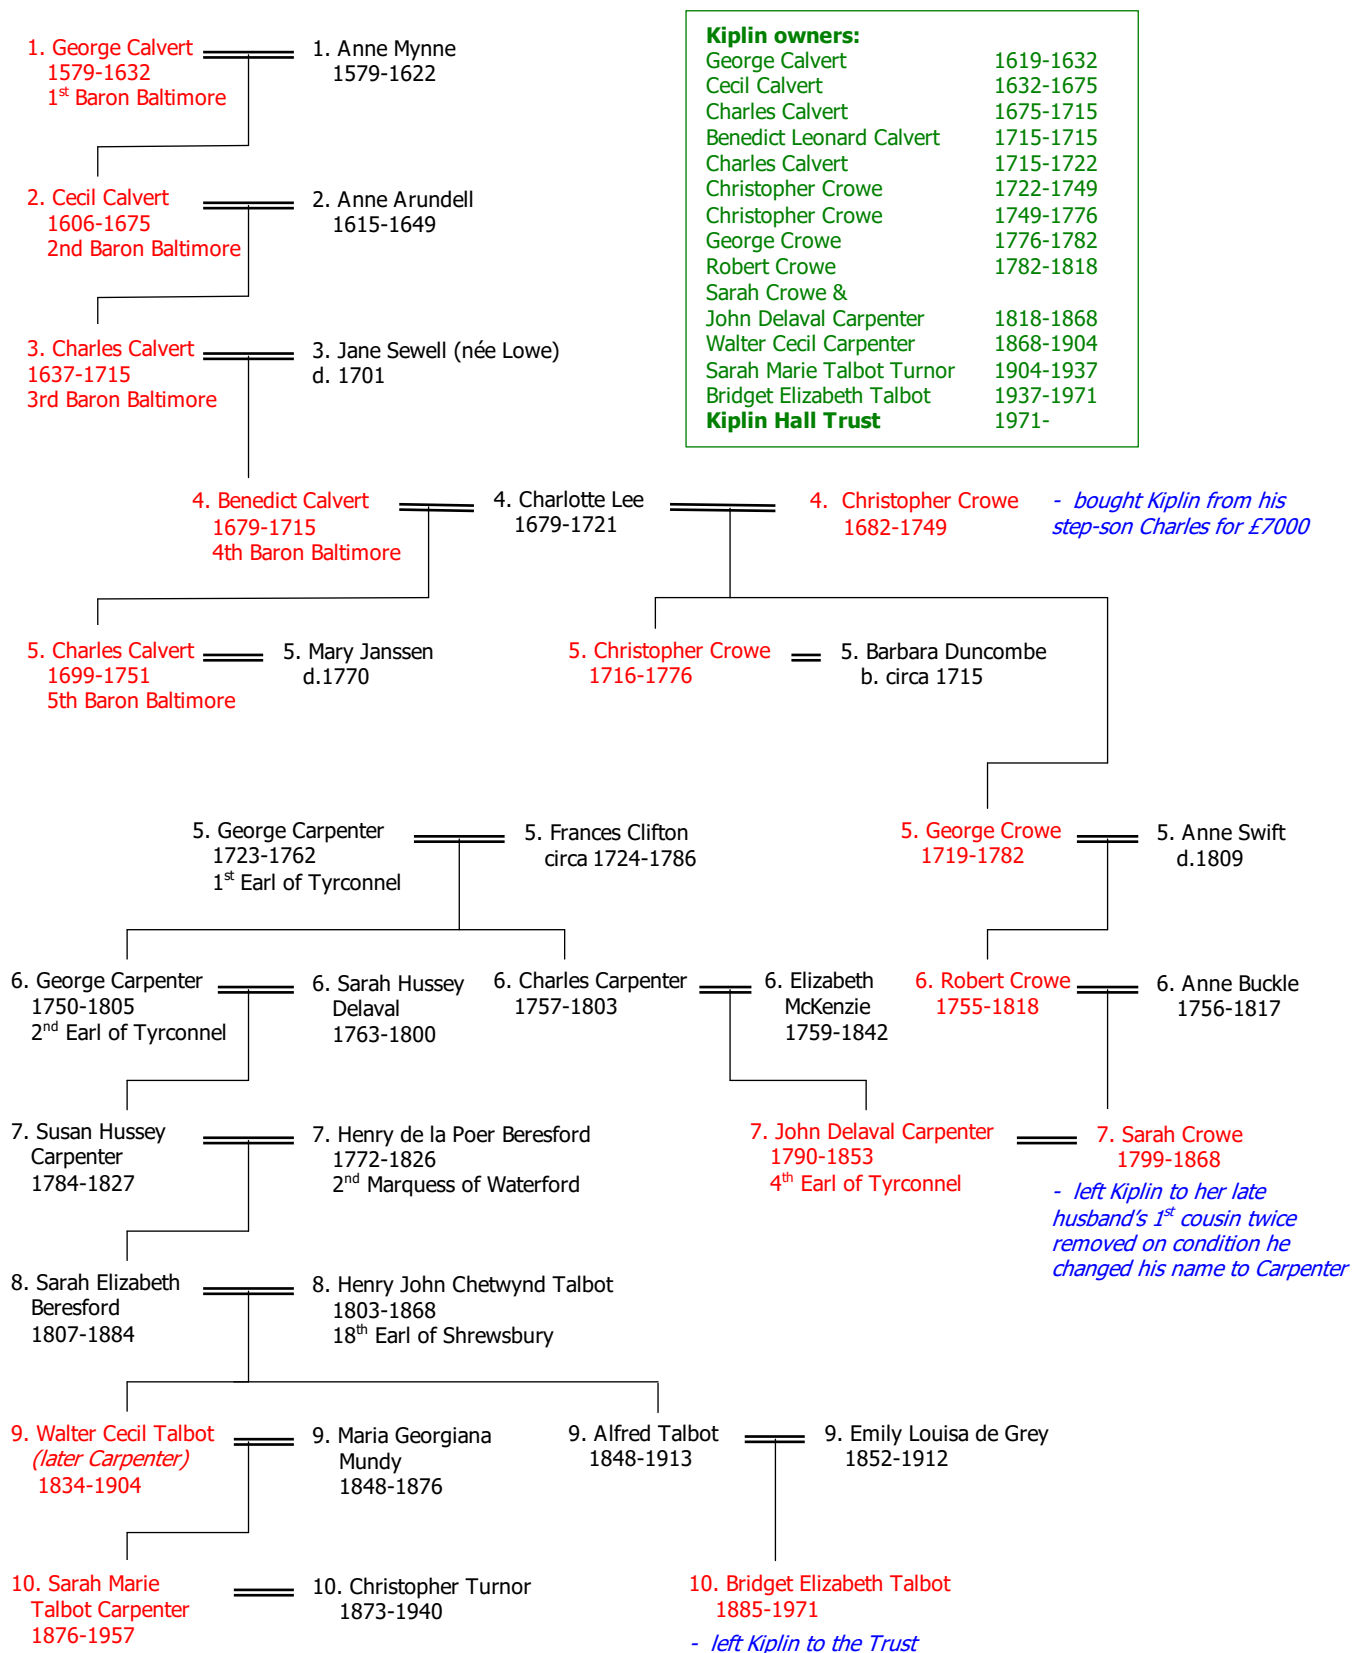 1. George Calvert
1579-1632
1st Baron Baltimore
1. Anne Mynne
1579-1622
Kiplin owners:
George Calvert 1619-1632
Cecil Calvert 1632-1675
Charles Calvert 1675-1715
Benedict Leonard Calvert 1715-1715
Charles Calvert 1715-1722
Christopher Crowe 1722-1749
Christopher Crowe 1749-1776
George Crowe 1776-1782
Robert Crowe 1782-1818
Sarah Crowe &
John Delaval Carpenter 1818-1868
Walter Cecil Carpenter 1868-1904
Sarah Marie Talbot Turnor 1904-1937
Bridget Elizabeth Talbot 1937-1971
Kiplin Hall Trust 1971-
2. Cecil Calvert
1606-1675
2nd Baron Baltimore
2. Anne Arundell
1615-1649
3. Charles Calvert
1637-1715
3rd Baron Baltimore
3. Jane Sewell (née Lowe)
d. 1701
4. Benedict Calvert
1679-1715
4th Baron Baltimore
4. Charlotte Lee
1679-1721
4. Christopher Crowe
1682-1749
- bought Kiplin from his
step-son Charles for £7000
5. Charles Calvert
1699-1751
5th Baron Baltimore
5. Mary Janssen
d.1770
5. Christopher Crowe
1716-1776
5. Barbara Duncombe
b. circa 1715
5. George Carpenter
1723-1762
1st Earl of Tyrconnel
5. Frances Clifton
circa 1724-1786
5. George Crowe
1719-1782
5. Anne Swift
d.1809
6. George Carpenter
1750-1805
2nd Earl of Tyrconnel
6. Sarah Hussey
Delaval
1763-1800
6. Charles Carpenter
1757-1803
6. Elizabeth
McKenzie
1759-1842
6. Robert Crowe
1755-1818
6. Anne Buckle
1756-1817
7. Susan Hussey
Carpenter
1784-1827
7. Henry de la Poer Beresford
1772-1826
2nd Marquess of Waterford
7. John Delaval Carpenter
1790-1853
4th Earl of Tyrconnel
7. Sarah Crowe
1799-1868
- left Kiplin to her late
husband's 1st cousin twice
removed on condition he
changed his name to Carpenter
8. Sarah Elizabeth
Beresford
1807-1884
8. Henry John Chetwynd Talbot
1803-1868
18th Earl of Shrewsbury
9. Walter Cecil Talbot
(later Carpenter)
1834-1904
9. Maria Georgiana
Mundy
1848-1876
9. Alfred Talbot
1848-1913
9. Emily Louisa de Grey
1852-1912
10. Sarah Marie
Talbot Carpenter
1876-1957
10. Christopher Turnor
1873-1940
10. Bridget Elizabeth Talbot
1885-1971
- left Kiplin to the Trust